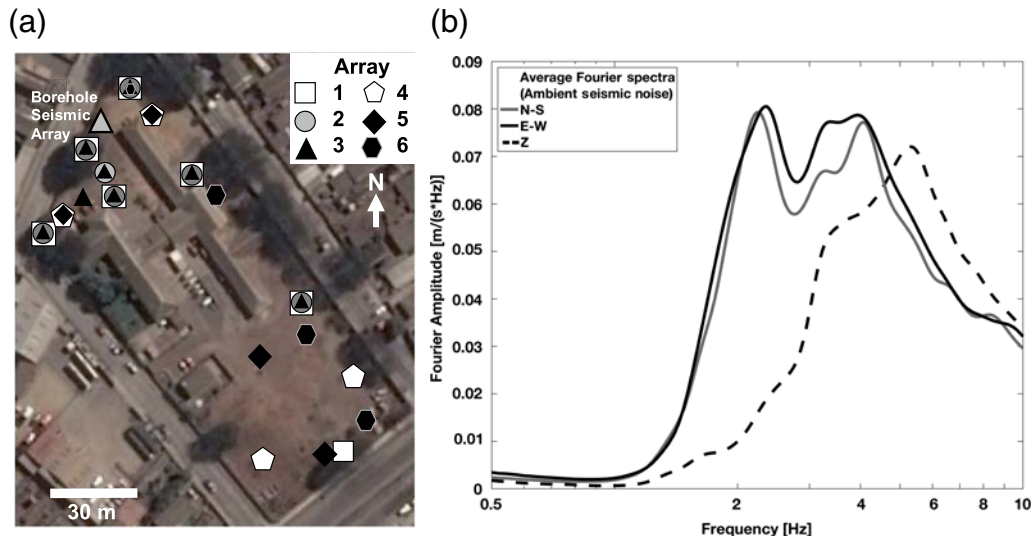 (a)
Borehole
Seismic
Array
Array
1 4
2 5
3 6
N
30 m
(b)
Average Fourier spectra
(Ambient seismic noise)
N-S
E-W
Z
Fourier Amplitude [m/(s*Hz)]
0.09
0.08
0.07
0.06
0.05
0.04
0.03
0.02
0.01
0
0.5 2 4 6 8 10
Frequency [Hz]